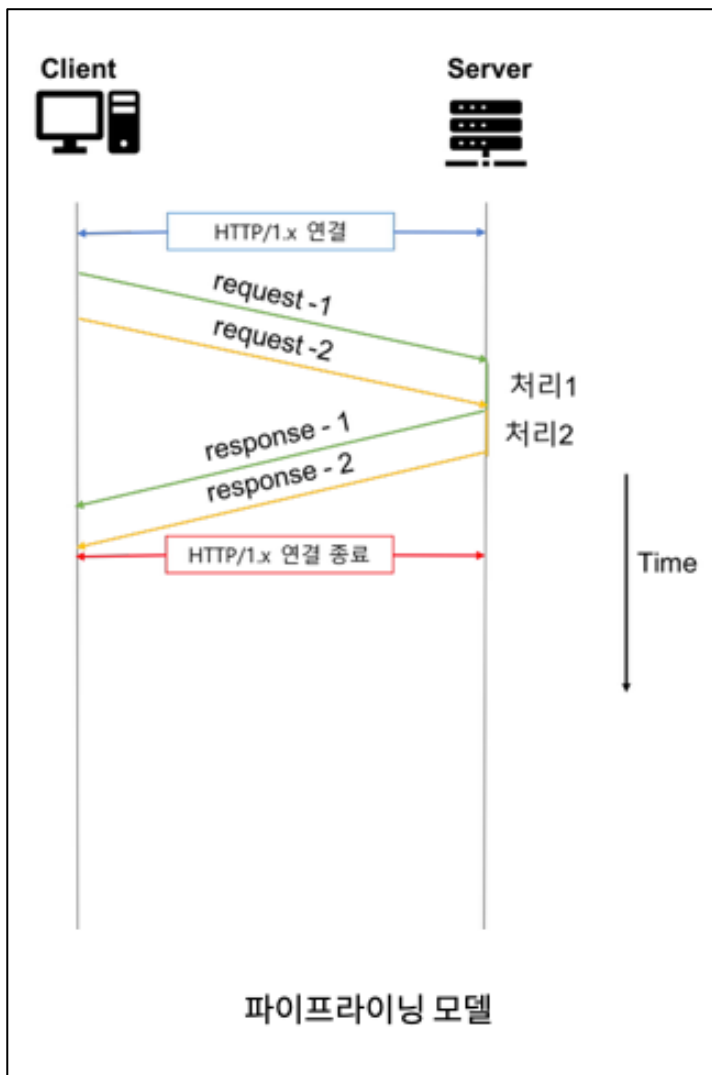 Client
Server
HTTP/1.x 연결
request -1
request -2
처리1
처리2
response - 1
response - 2
HTTP/1.x 연결 종료
Time
파이프라이닝 모델